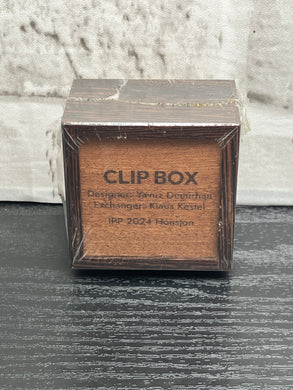 CLIP BOX
Designer: Yavuz Demirhan
Exchanger: Klaus Kestel
IPP 2024 Houston